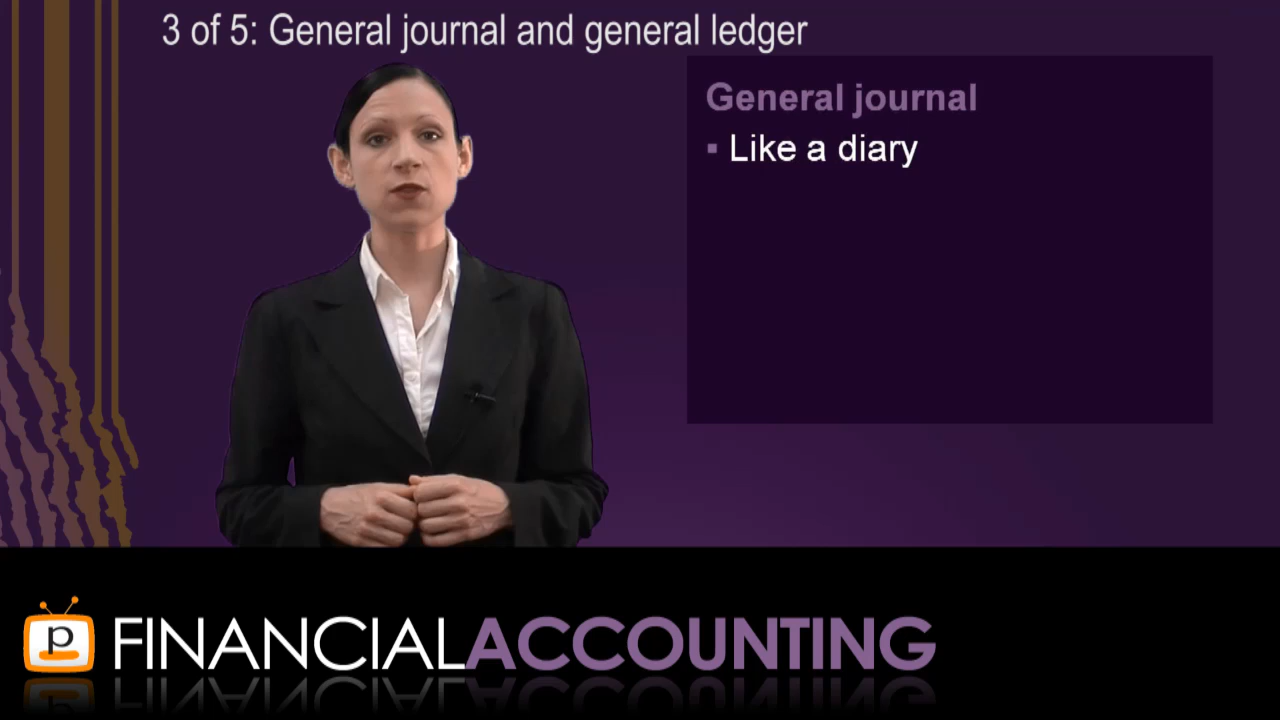 3 of 5: General journal and general ledger
General journal
Like a diary
p
FINANCIALACCOUNTING